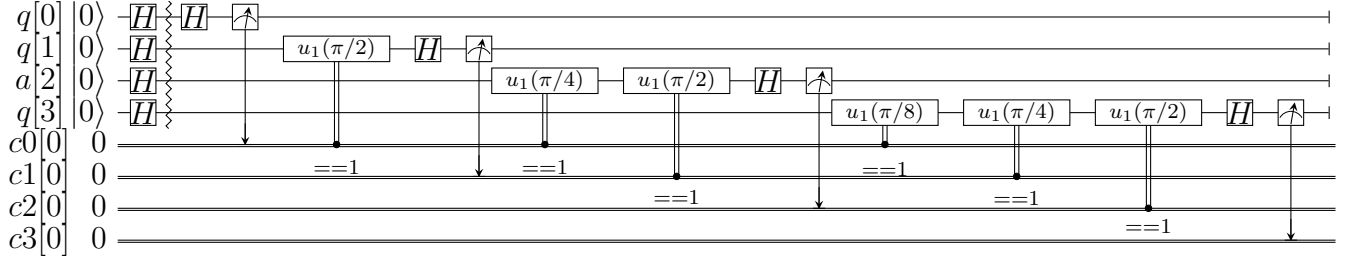 q[0] |0⟩ H H
q[1] |0⟩ H u₁(π/2) H
a[2] |0⟩ H u₁(π/4) u₁(π/2) H
q[3] |0⟩ H u₁(π/8) u₁(π/4) u₁(π/2) H
c0[0] 0
==1 ==1 ==1
c1[0] 0
==1 ==1
c2[0] 0
==1
c3[0] 0